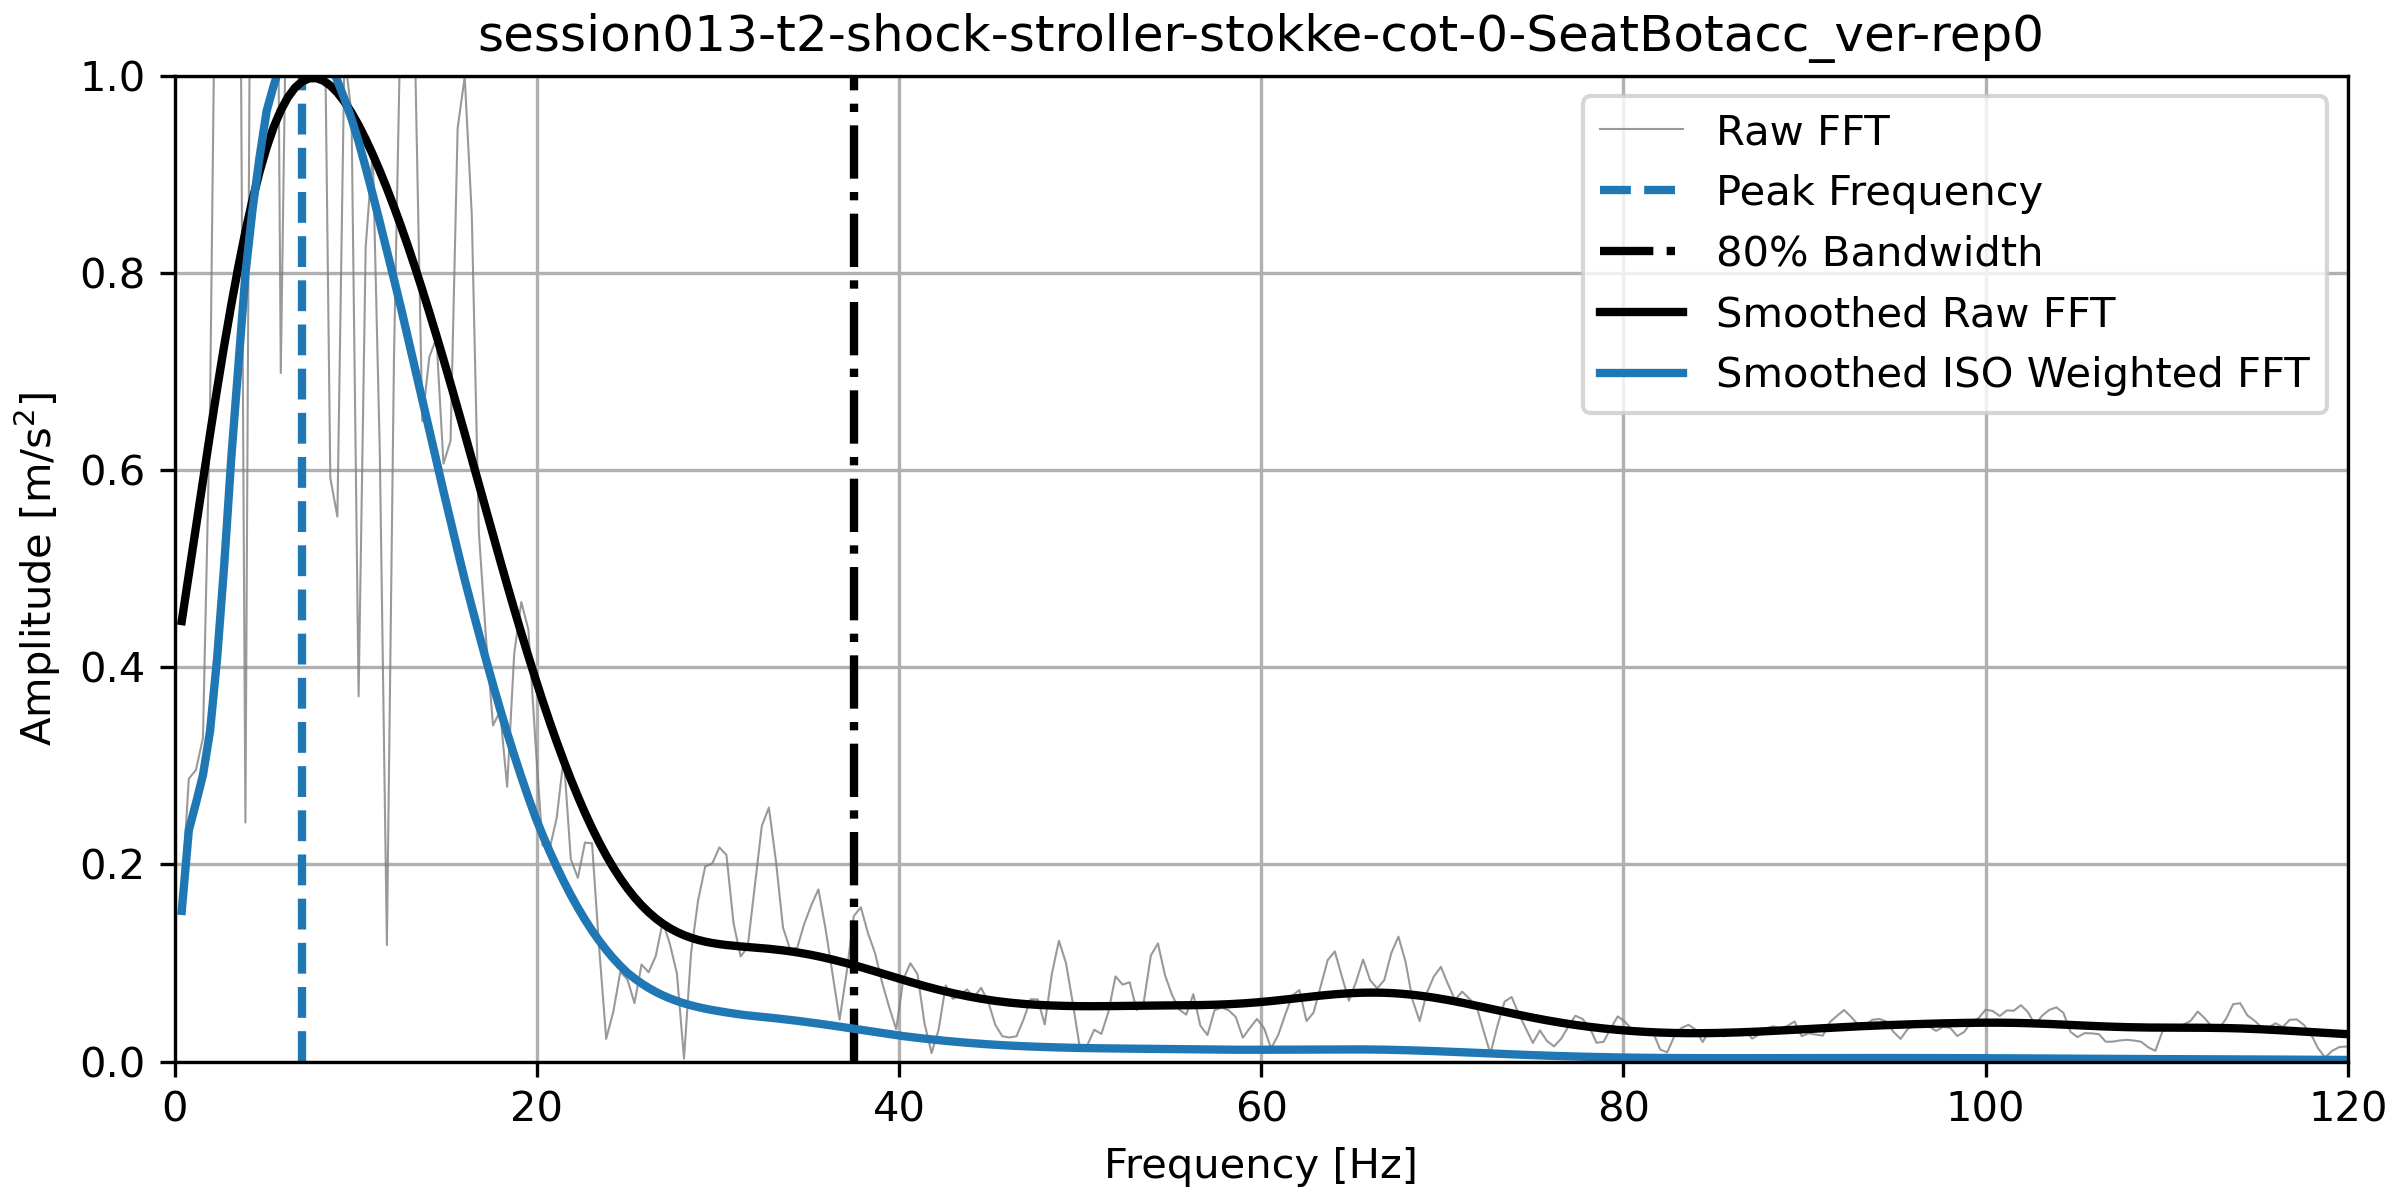 session013-t2-shock-stroller-stokke-cot-0-SeatBotacc_ver-rep0
1.0
0.8
0.6
0.4
0.2
0.0
Amplitude [m/s²]
Raw FFT
Peak Frequency
80% Bandwidth
Smoothed Raw FFT
Smoothed ISO Weighted FFT
0 20 40 60 80 100 120
Frequency [Hz]